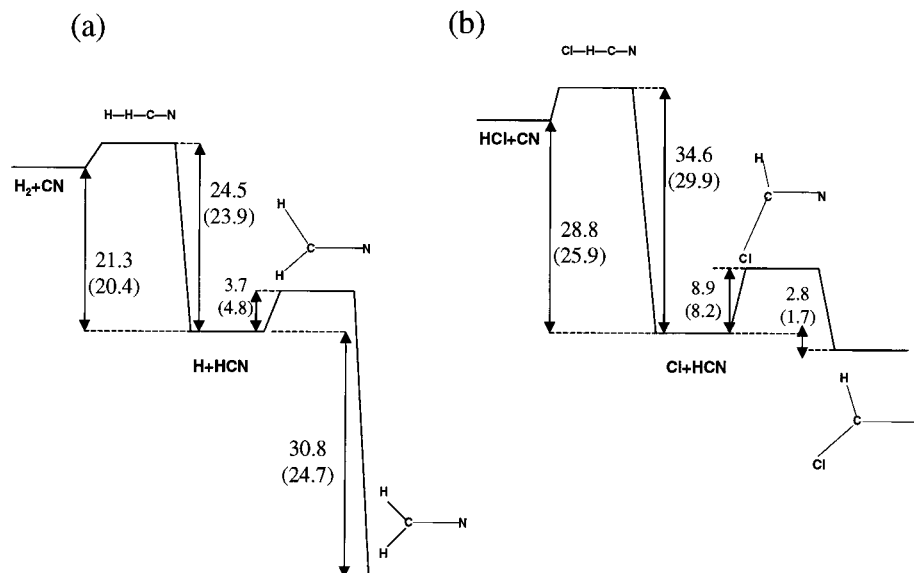 (a)
H–H–C–N
H₂+CN
21.3
(20.4)
24.5
(23.9)
H
C
N
H
3.7
(4.8)
H+HCN
30.8
(24.7)
H
C
N
H
(b)
Cl–H–C–N
HCl+CN
28.8
(25.9)
34.6
(29.9)
H
C
N
Cl
8.9
(8.2)
2.8
(1.7)
Cl+HCN
H
C
Cl